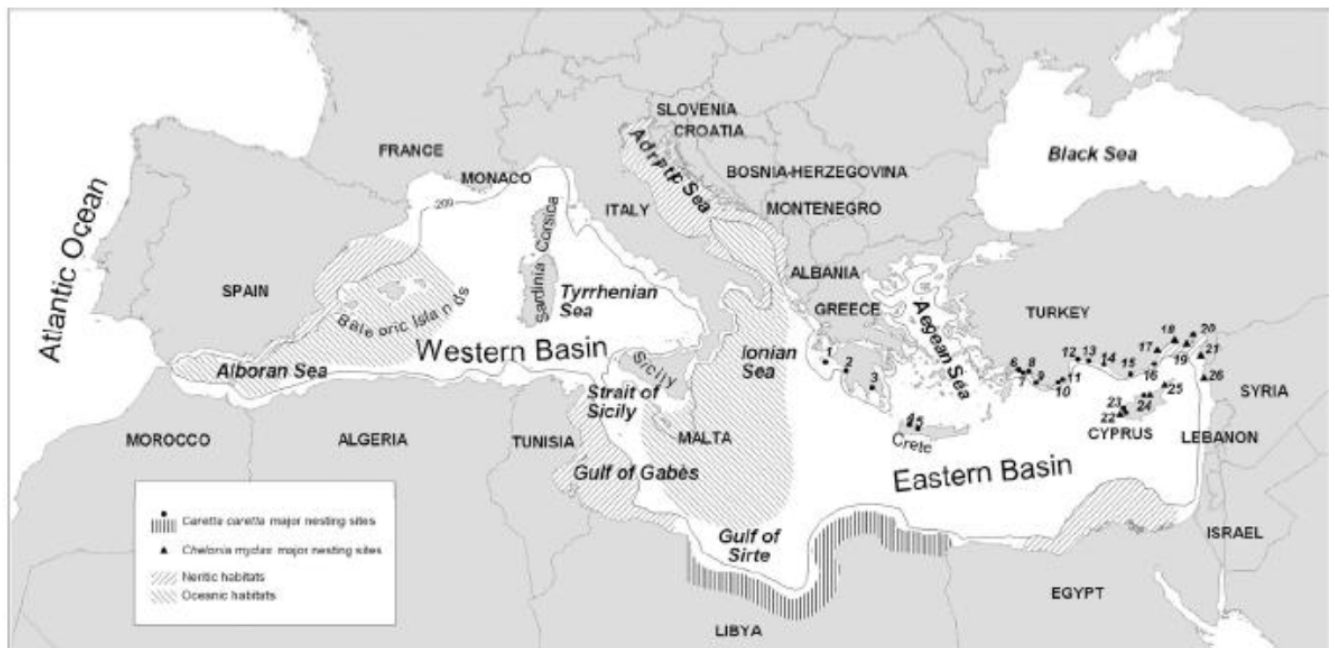 SLOVENIA
CROATIA
FRANCE
MONACO
BOSNIA-HERZEGOVINA
Black Sea
Adriatic Sea
ITALY
MONTENEGRO
200
Corsica
Sardinia
Atlantic Ocean
SPAIN
Balearic Islands
Tyrrhenian
Sea
ALBANIA
GREECE
Aegean Sea
TURKEY
Western Basin
Ionian
Sea
Alboran Sea
Sicily
Strait of
Sicily
1
2
3
4
5
6
7
8
9
10
11
12
13
14
15
16
17
18
19
20
21
22
23
24
25
26
SYRIA
CYPRUS
LEBANON
MOROCCO
ALGERIA
TUNISIA
MALTA
Crete
Gulf of Gabès
Eastern Basin
Gulf of
Sirte
ISRAEL
EGYPT
LIBYA
Caretta caretta major nesting sites
Chelonia mydas major nesting sites
Neritic habitats
Oceanic habitats